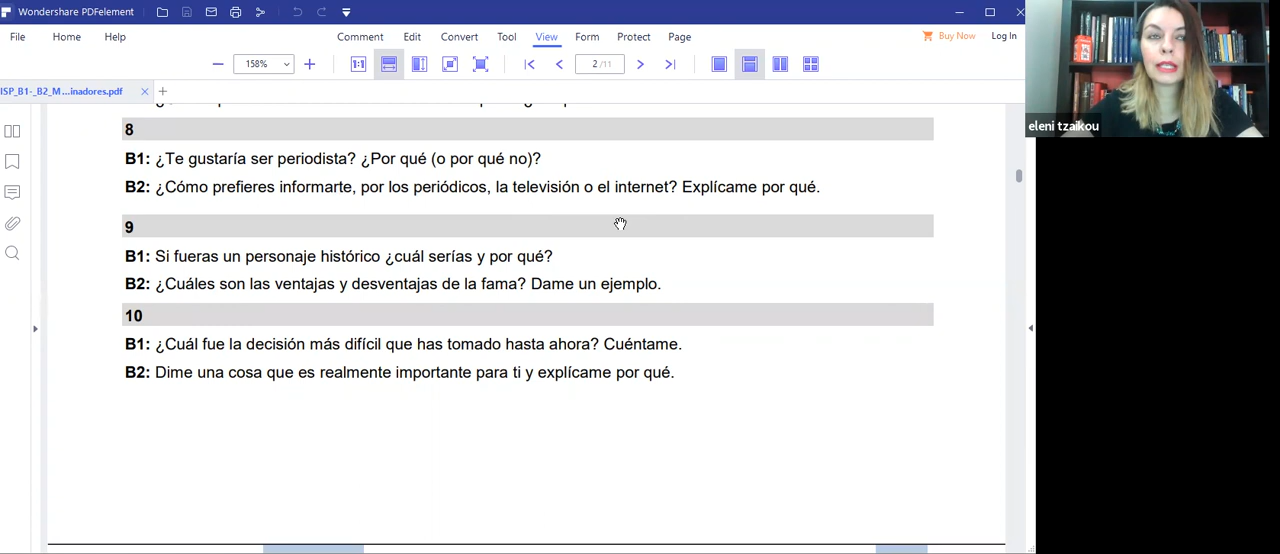 Wondershare PDFelement
File Home Help Comment Edit Convert Tool View Form Protect Page Buy Now Log In
158% 1:1 2 /11
ISP_B1-_B2_M...inadores.pdf
eleni tzaikou
8
B1: ¿Te gustaría ser periodista? ¿Por qué (o por qué no)?
B2: ¿Cómo prefieres informarte, por los periódicos, la televisión o el internet? Explícame por qué.
9
B1: Si fueras un personaje histórico ¿cuál serías y por qué?
B2: ¿Cuáles son las ventajas y desventajas de la fama? Dame un ejemplo.
10
B1: ¿Cuál fue la decisión más difícil que has tomado hasta ahora? Cuéntame.
B2: Dime una cosa que es realmente importante para ti y explícame por qué.